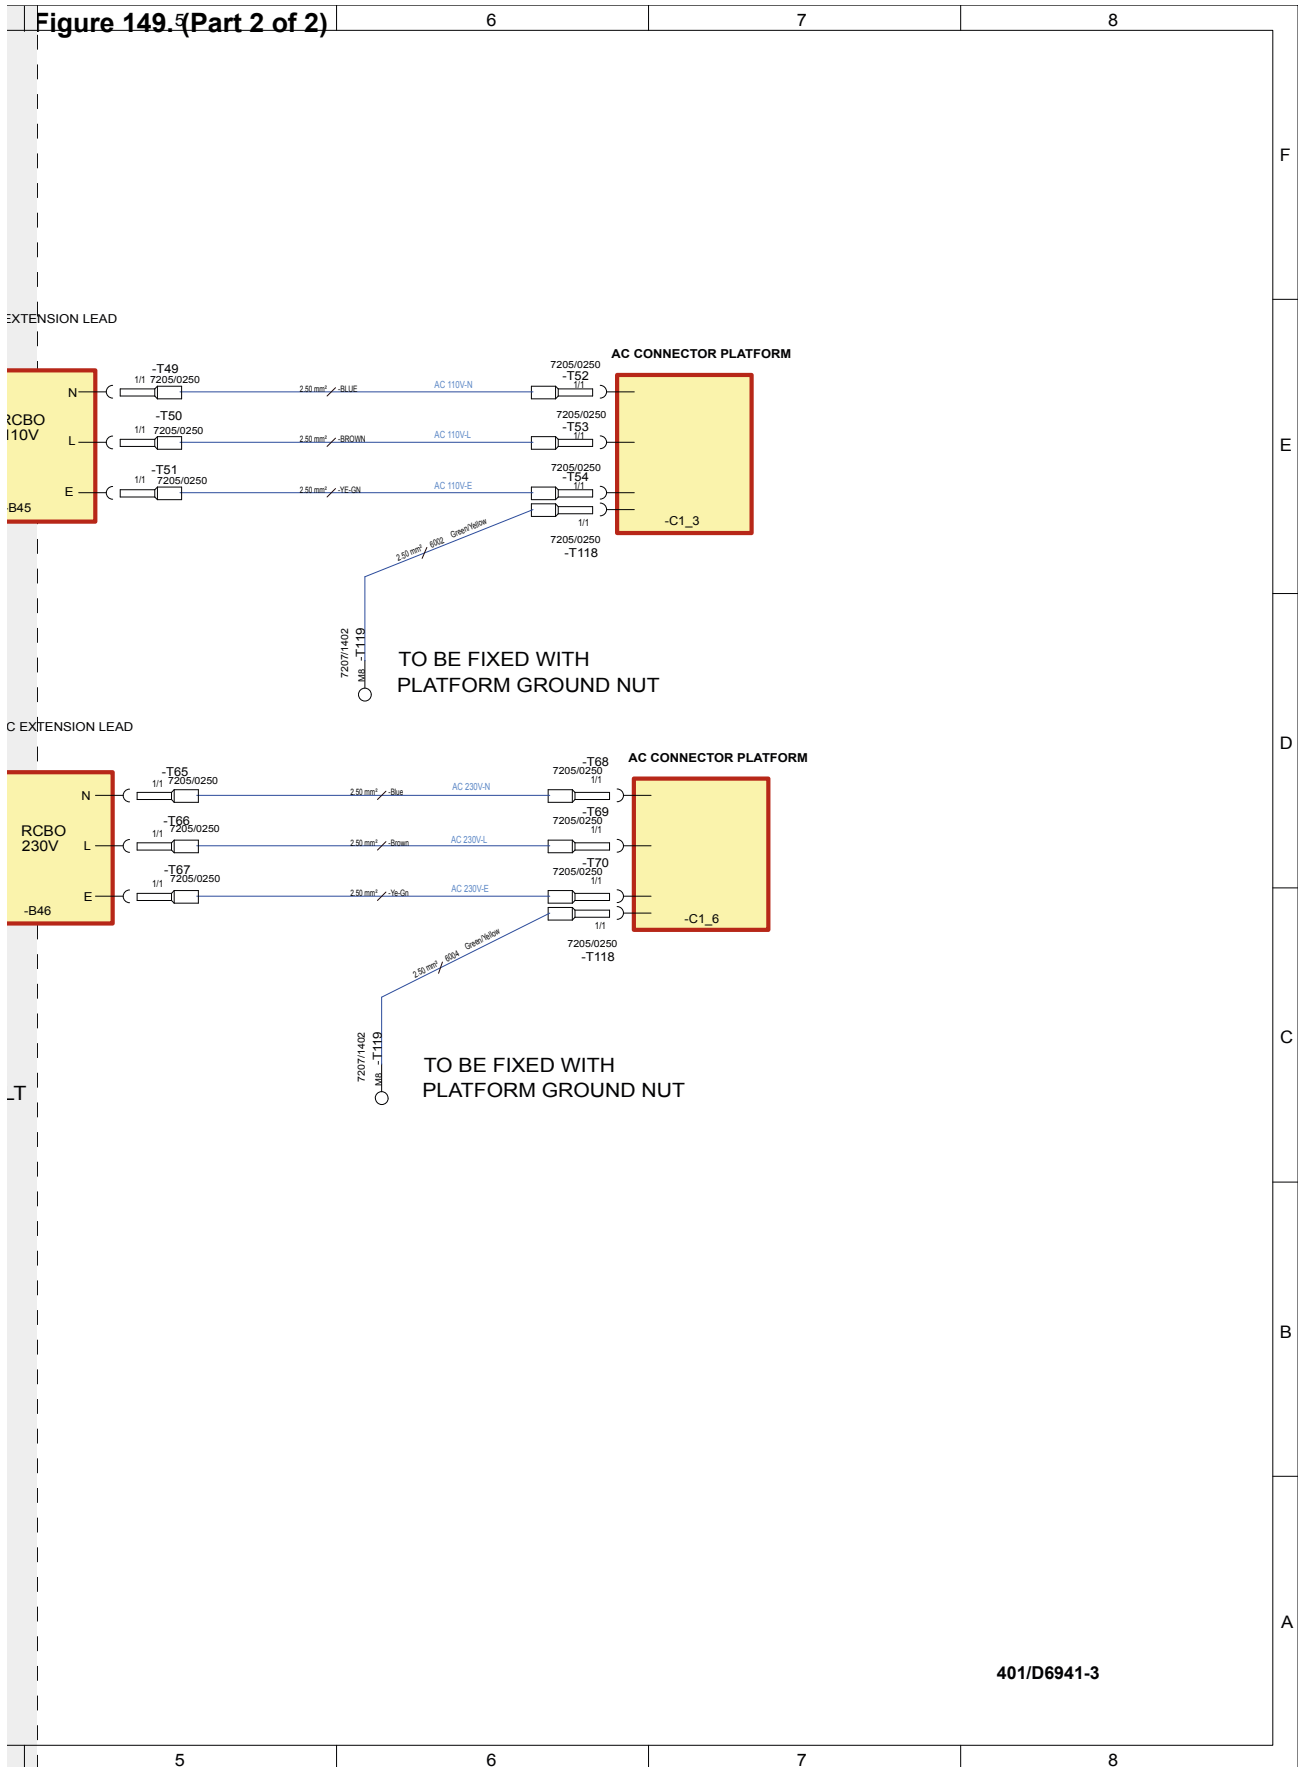 Figure 149. (Part 2 of 2)
5 6 7 8
F
EXTENSION LEAD
AC CONNECTOR PLATFORM
-T49
1/1 7205/0250
N
2.50 mm² -BLUE
AC 110V-N
7205/0250
-T52
1/1
RCBO
110V
-T50
1/1 7205/0250
L
2.50 mm² -BROWN
AC 110V-L
7205/0250
-T53
1/1
E
-T51
1/1 7205/0250
E
2.50 mm² -YE-GN
AC 110V-E
7205/0250
-T54
1/1
-B45
-C1_3
1/1
7205/0250
-T118
2.50 mm² 6002 Green/Yellow
7207/1402
M8 -T119
TO BE FIXED WITH
PLATFORM GROUND NUT
C EXTENSION LEAD
D
AC CONNECTOR PLATFORM
-T65
1/1 7205/0250
N
2.50 mm² -Blue
AC 230V-N
-T68
7205/0250
1/1
RCBO
230V
-T66
1/1 7205/0250
L
2.50 mm² -Brown
AC 230V-L
-T69
7205/0250
1/1
-T67
1/1 7205/0250
E
2.50 mm² -Ye-Gn
AC 230V-E
-T70
7205/0250
1/1
-B46
-C1_6
1/1
7205/0250
-T118
2.50 mm² 6004 Green/Yellow
7207/1402
M8 -T119
C
TO BE FIXED WITH
PLATFORM GROUND NUT
LT
B
A
401/D6941-3
5 6 7 8